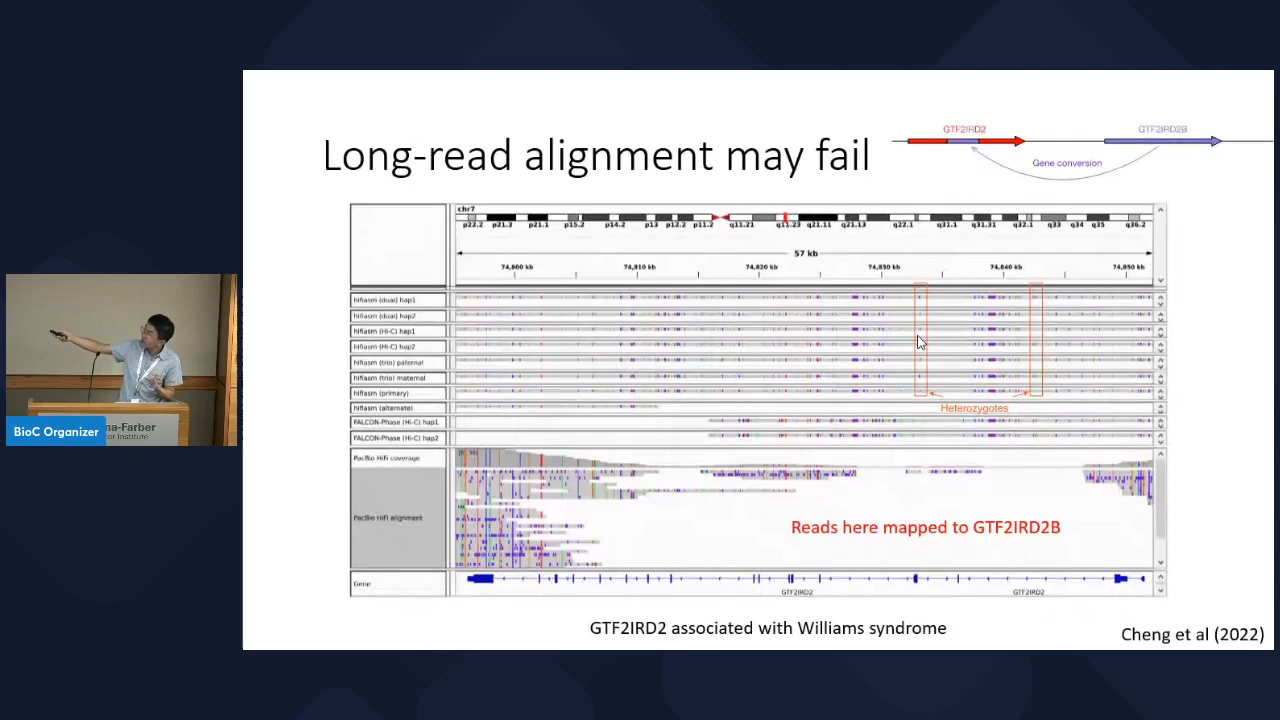 Long-read alignment may fail
GTF2IRD2
GTF2IRD2B
Gene conversion
chr7
p22.2 p21.3 p21.1 p15.2 p14.2 p13 p12.2 p11.2 q11.21 q11.23 q21.11 q21.13 q22.1 q31.1 q31.31 q32.1 q33 q34 q35 q36.2
57 kb
74,800 kb 74,810 kb 74,820 kb 74,830 kb 74,840 kb 74,850 kb
hifiasm (dual) hap1
hifiasm (dual) hap2
hifiasm (Hi-C) hap1
hifiasm (Hi-C) hap2
hifiasm (trio) paternal
hifiasm (trio) maternal
hifiasm (primary)
hifiasm (alternate)
Heterozygotes
FALCON-Phase (Hi-C) hap1
FALCON-Phase (Hi-C) hap2
PacBio HiFi coverage
PacBio HiFi alignment
Reads here mapped to GTF2IRD2B
Gene
GTF2IRD2 GTF2IRD2
GTF2IRD2 associated with Williams syndrome
Cheng et al (2022)
BioC Organizer
na-Farber